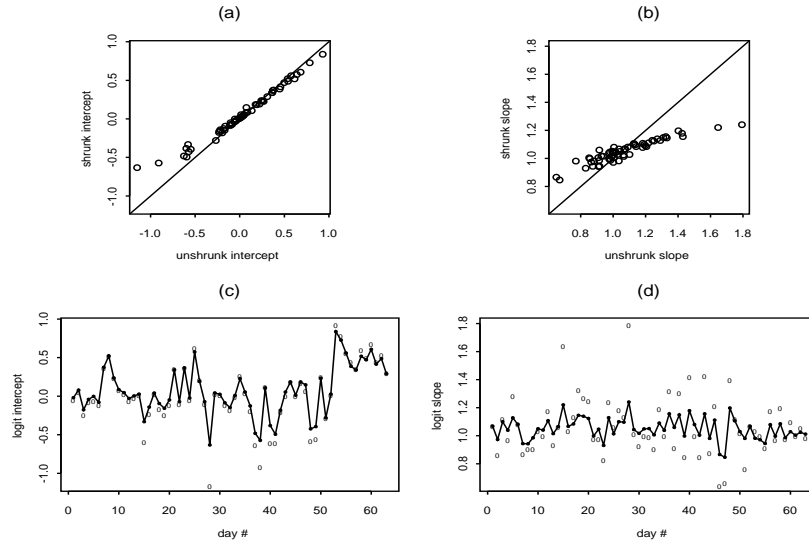 (a)
shrunk intercept
1.0
0.5
0.0
-0.5
-1.0
-1.0 -0.5 0.0 0.5 1.0
unshrunk intercept
(b)
shrunk slope
1.8
1.6
1.4
1.2
1.0
0.8
0.8 1.0 1.2 1.4 1.6 1.8
unshrunk slope
(c)
logit intercept
1.0
0.5
0.0
-0.5
-1.0
0 10 20 30 40 50 60
day #
(d)
logit slope
1.8
1.6
1.4
1.2
1.0
0.8
0 10 20 30 40 50 60
day #